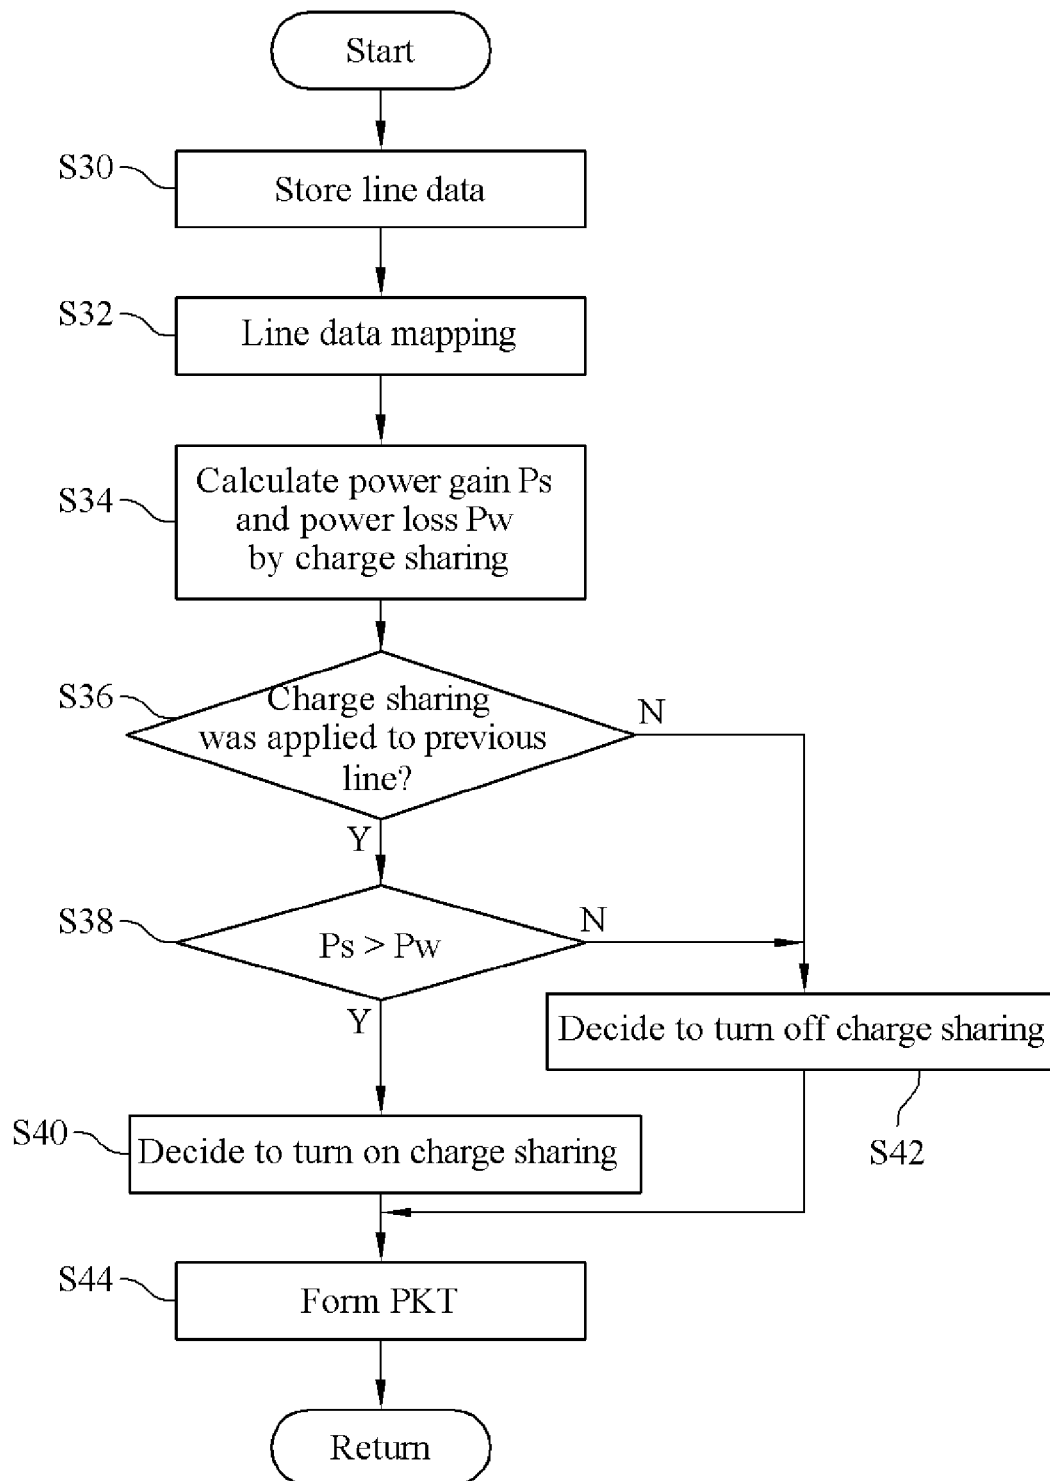 Start
S30
Store line data
S32
Line data mapping
S34
Calculate power gain Ps
and power loss Pw
by charge sharing
S36
Charge sharing
was applied to previous
line?
N
Y
S38
Ps > Pw
N
Y
Decide to turn off charge sharing
S42
S40
Decide to turn on charge sharing
S44
Form PKT
Return